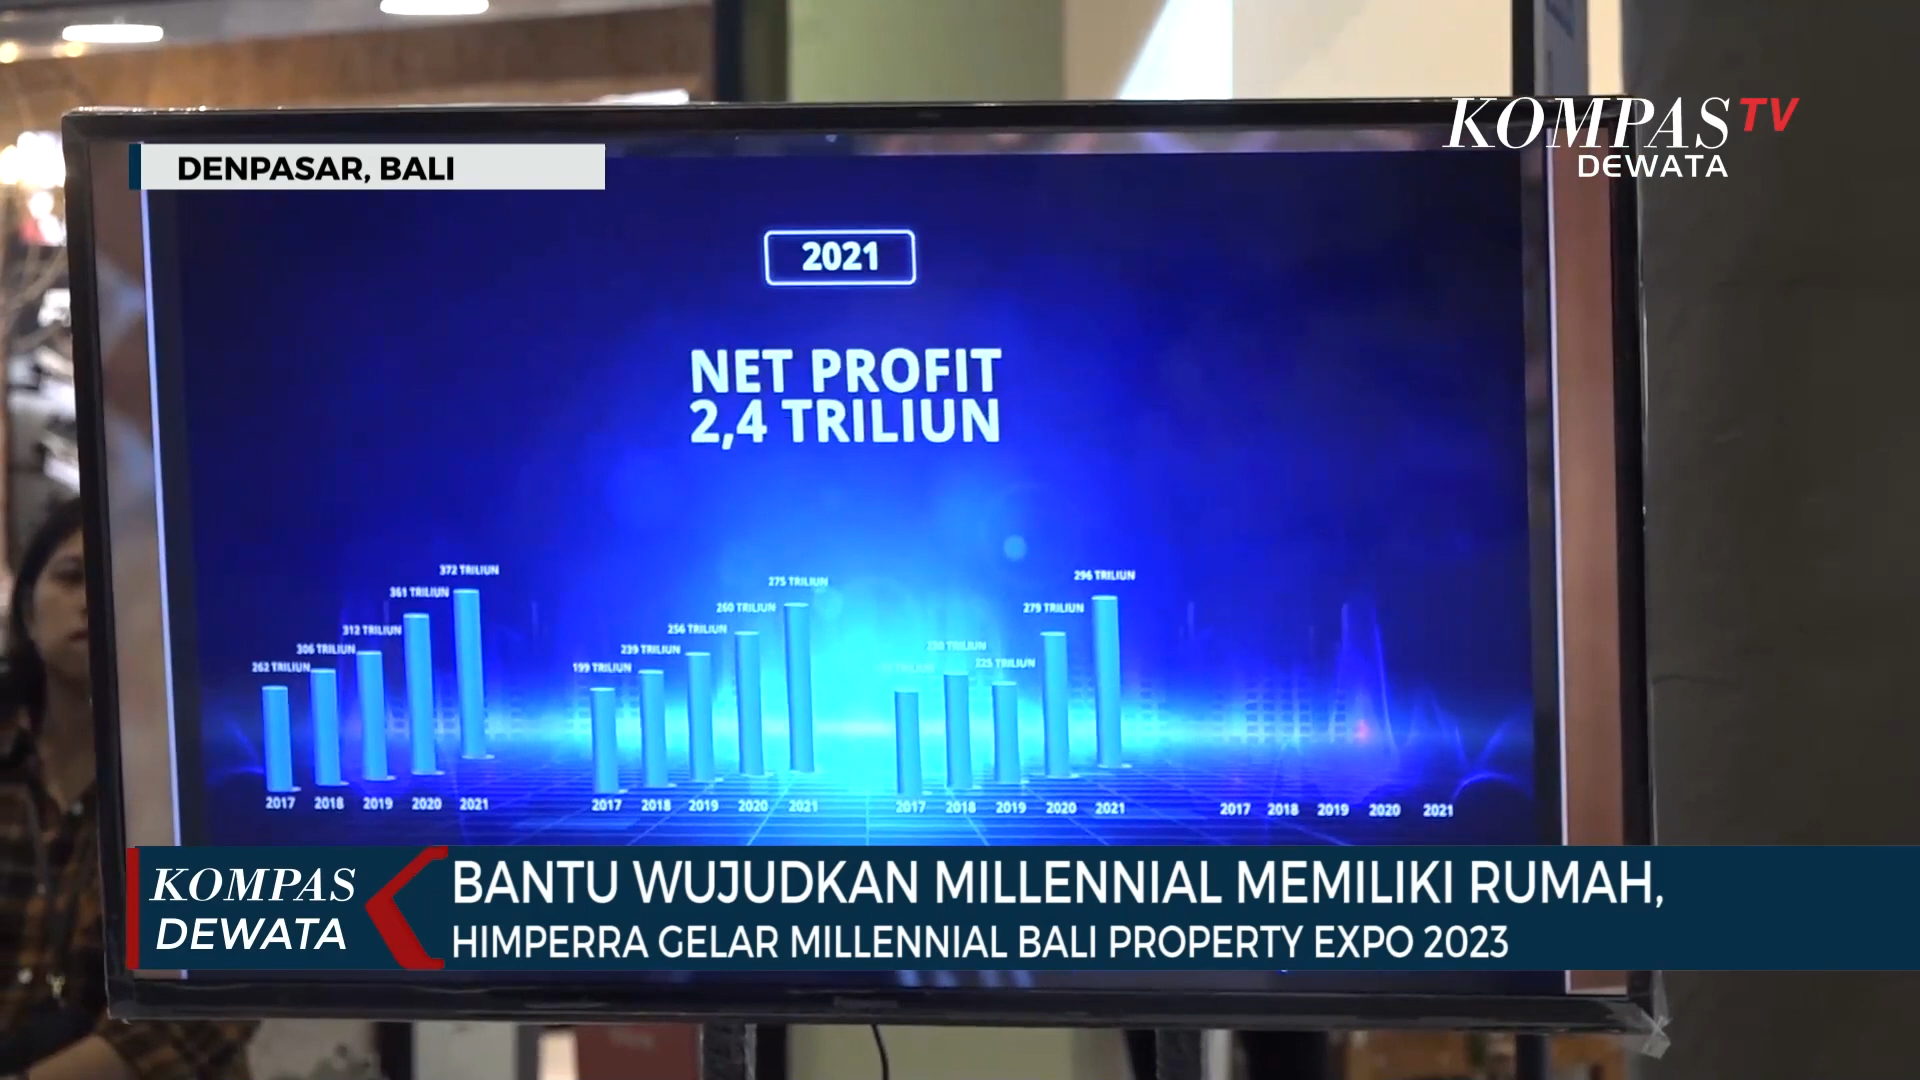 KOMPAS TV
DEWATA
DENPASAR, BALI
2021
NET PROFIT
2,4 TRILIUN
262 TRILIUN
306 TRILIUN
312 TRILIUN
361 TRILIUN
372 TRILIUN
2017 2018 2019 2020 2021
199 TRILIUN
239 TRILIUN
256 TRILIUN
260 TRILIUN
275 TRILIUN
2017 2018 2019 2020 2021
TRILIUN
225 TRILIUN
279 TRILIUN
296 TRILIUN
2017 2018 2019 2020 2021
2017 2018 2019 2020 2021
KOMPAS
DEWATA
BANTU WUJUDKAN MILLENNIAL MEMILIKI RUMAH,
HIMPERRA GELAR MILLENNIAL BALI PROPERTY EXPO 2023